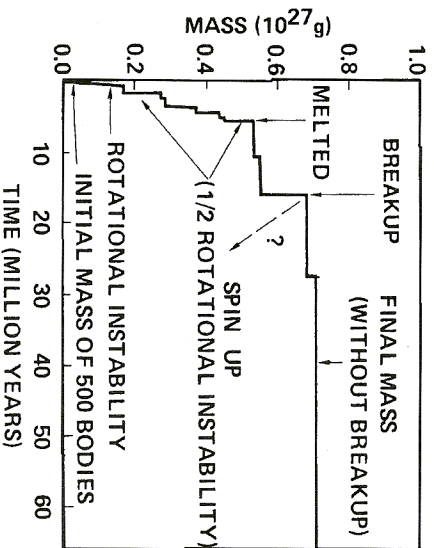 MASS (10²⁷g)
0.0
0.2
0.4
0.6
0.8
1.0
MELTED
BREAKUP
FINAL MASS
(WITHOUT BREAKUP)
?
SPIN UP
(1/2 ROTATIONAL INSTABILITY)
ROTATIONAL INSTABILITY
INITIAL MASS OF 500 BODIES
10
20
30
40
50
60
TIME (MILLION YEARS)